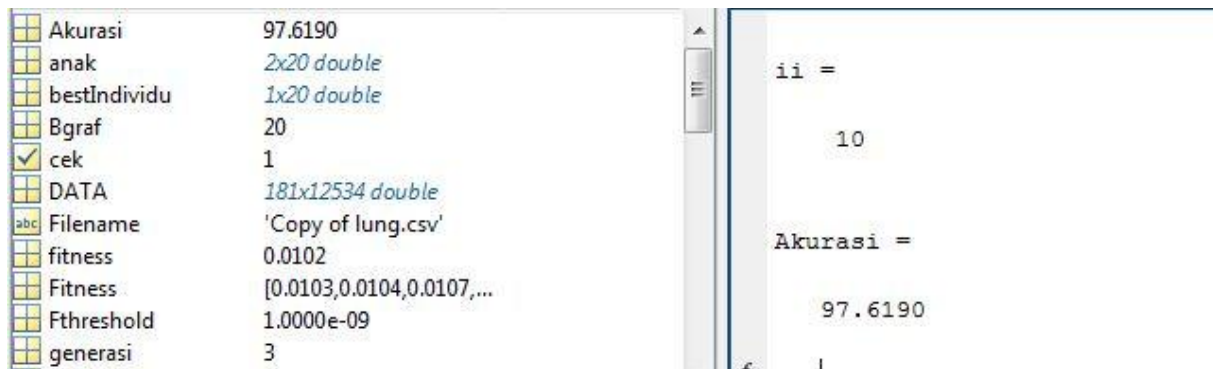 Akurasi 97.6190
anak 2x20 double
bestIndividu 1x20 double
Bgraf 20
cek 1
DATA 181x12534 double
abc Filename 'Copy of lung.csv'
fitness 0.0102
Fitness [0.0103,0.0104,0.0107,...
Fthreshold 1.0000e-09
generasi 3
ii =
10
Akurasi =
97.6190